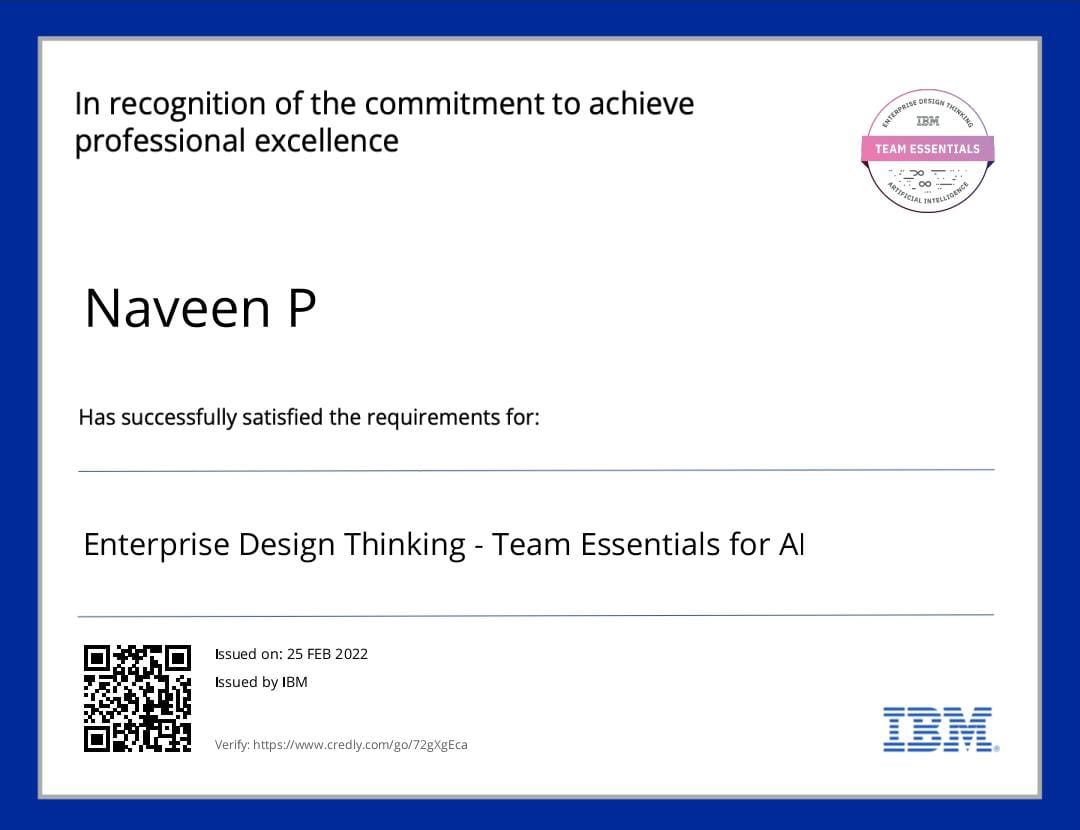 In recognition of the commitment to achieve
professional excellence
ENTERPRISE DESIGN THINKING
IBM
TEAM ESSENTIALS
ARTIFICIAL INTELLIGENCE
Naveen P
Has successfully satisfied the requirements for:
Enterprise Design Thinking - Team Essentials for AI
Issued on: 25 FEB 2022
Issued by IBM
Verify: https://www.credly.com/go/72gXgEca
IBM®